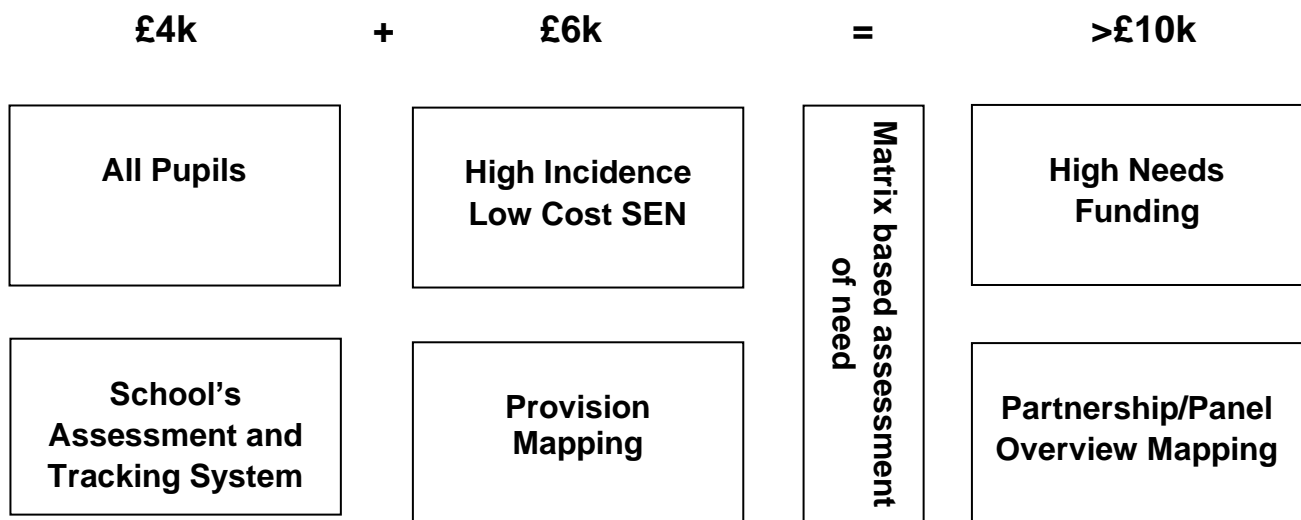 £4k + £6k = >£10k
All Pupils
High Incidence
Low Cost SEN
Matrix based assessment
of need
High Needs
Funding
School’s
Assessment and
Tracking System
Provision
Mapping
Partnership/Panel
Overview Mapping